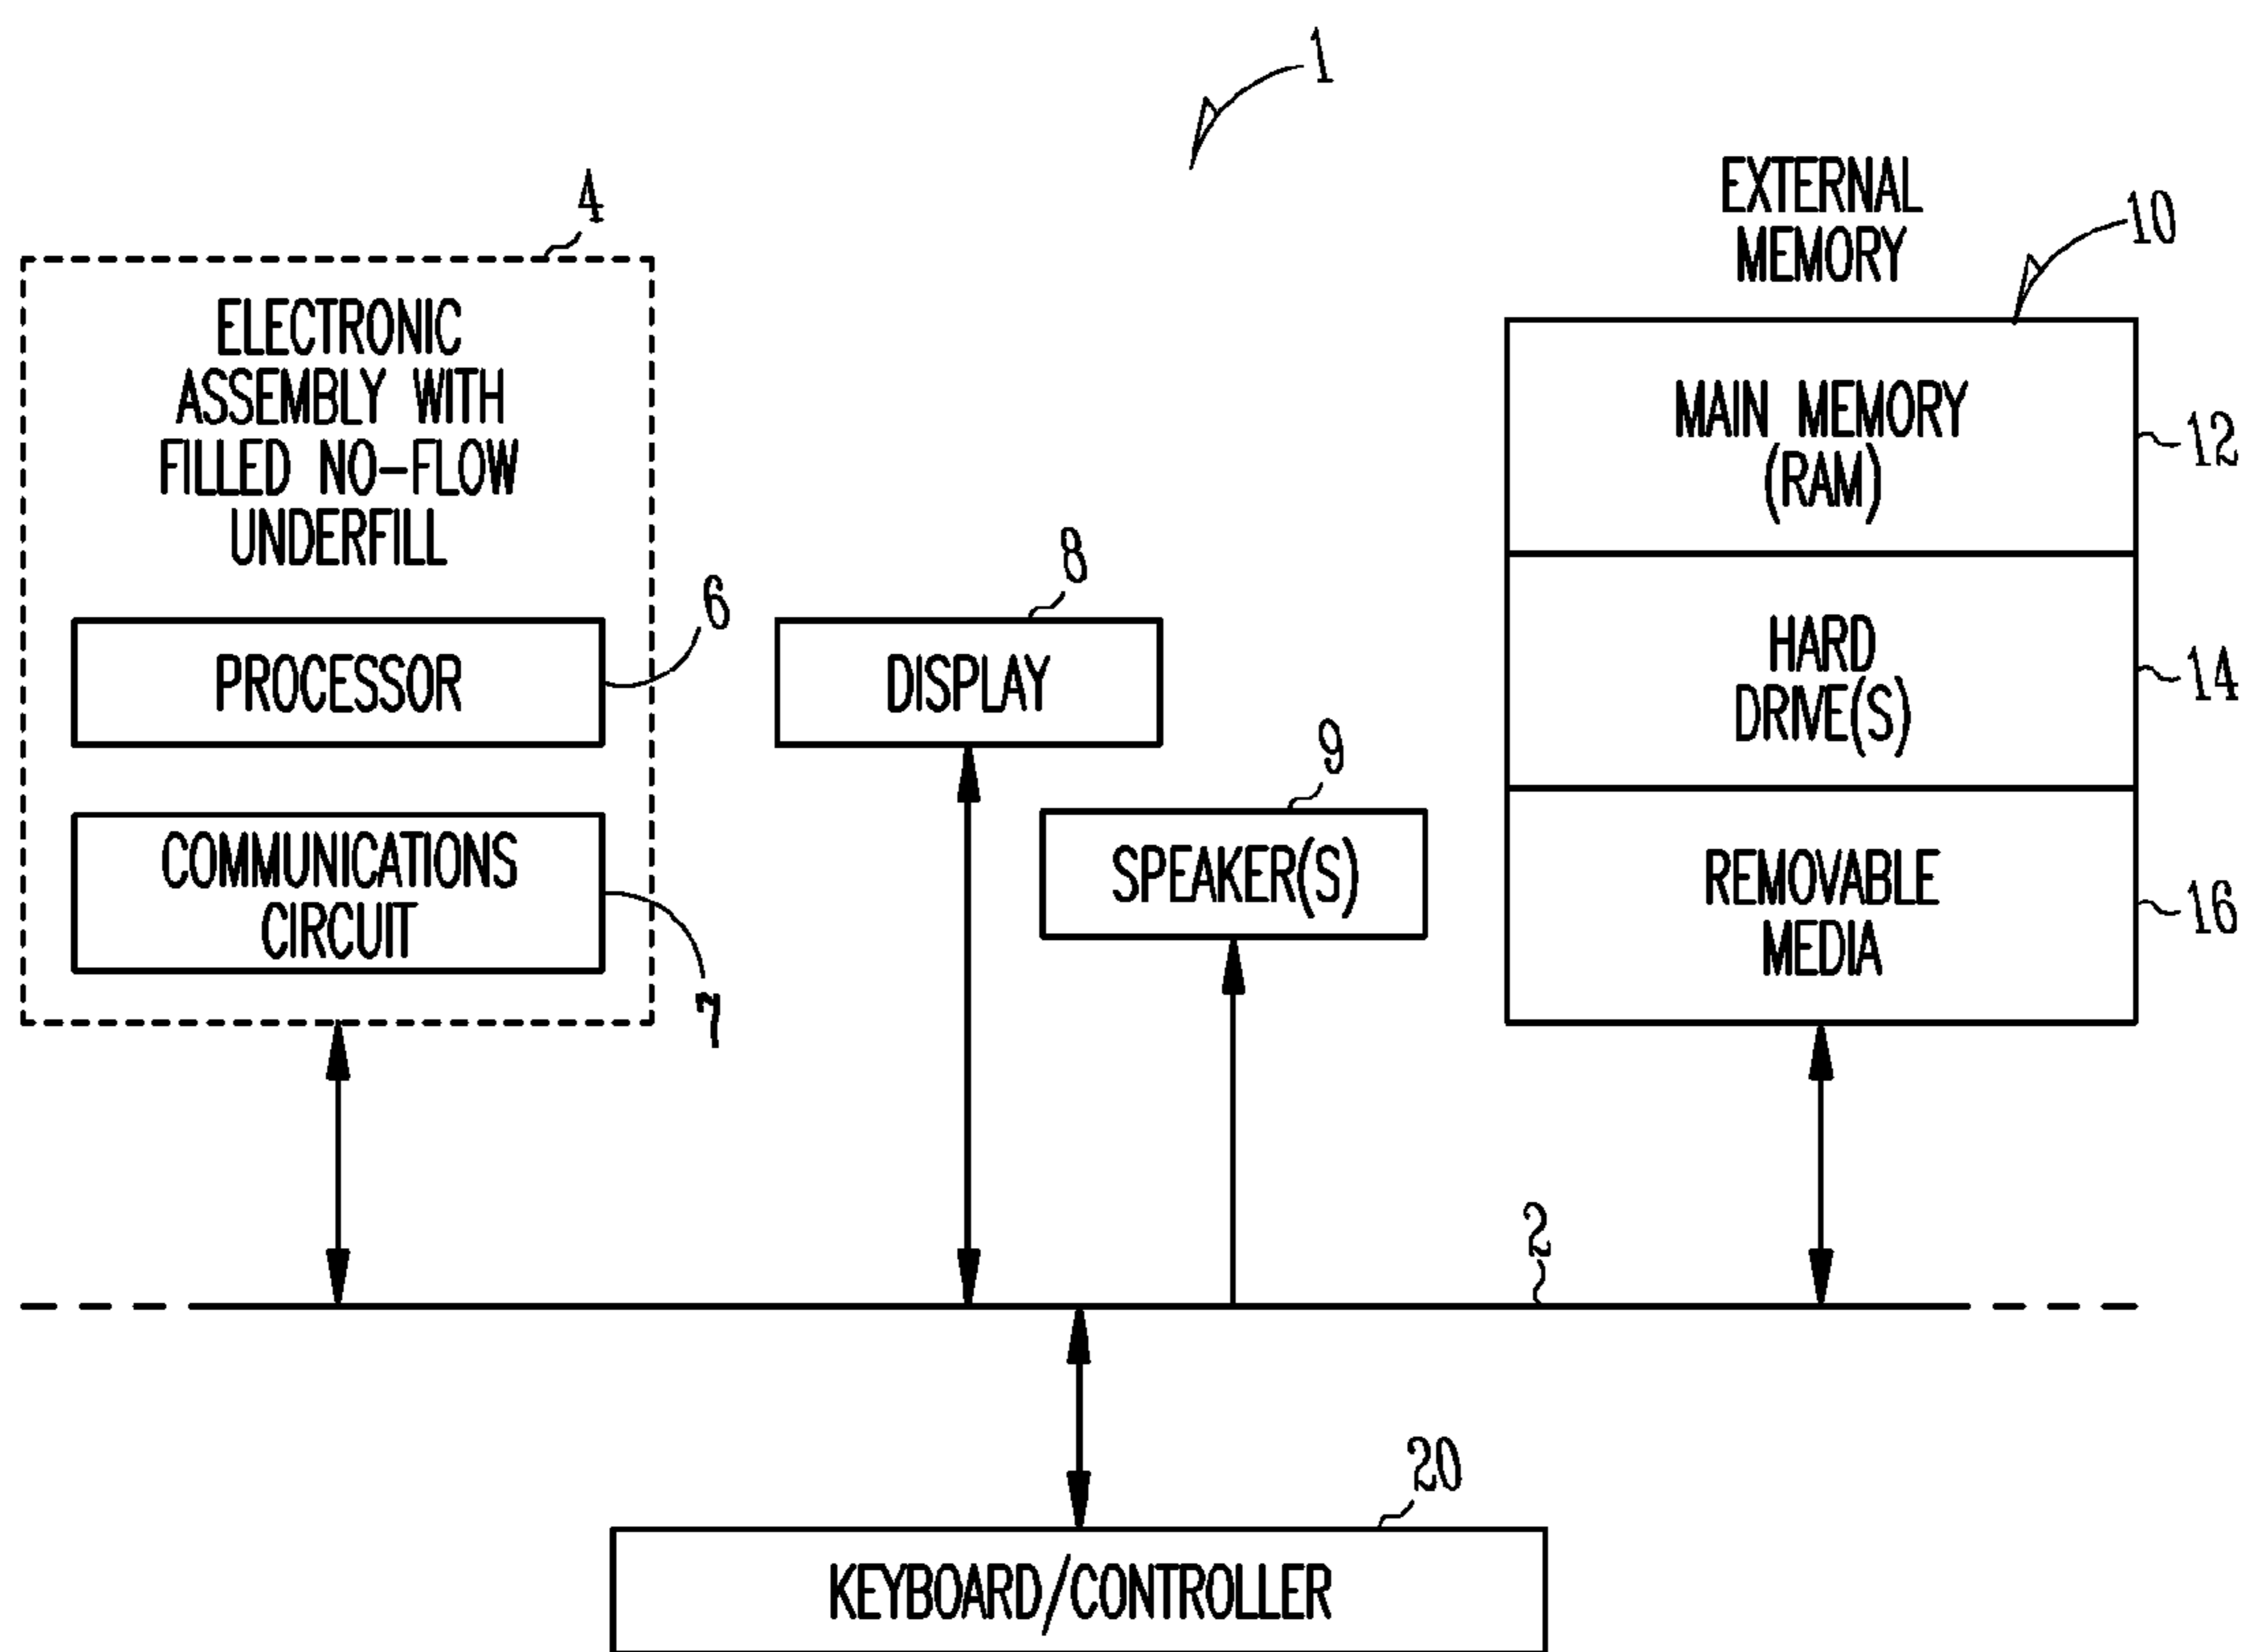 1
4
ELECTRONIC
ASSEMBLY WITH
FILLED NO-FLOW
UNDERFILL
PROCESSOR
6
COMMUNICATIONS
CIRCUIT
7
8
DISPLAY
9
SPEAKER(S)
EXTERNAL
MEMORY
10
MAIN MEMORY
(RAM)
12
HARD
DRIVE(S)
14
REMOVABLE
MEDIA
16
2
20
KEYBOARD/CONTROLLER